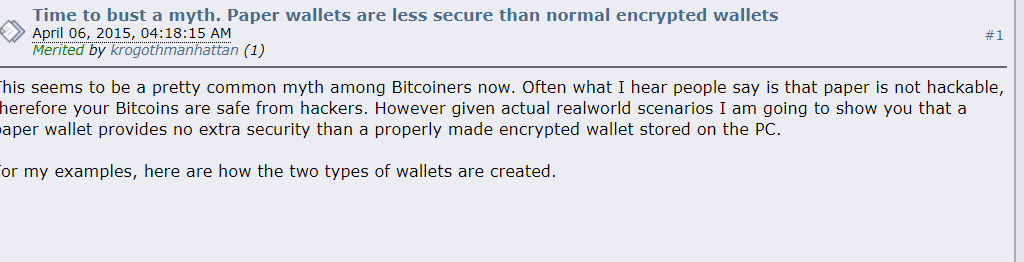 Time to bust a myth. Paper wallets are less secure than normal encrypted wallets
April 06, 2015, 04:18:15 AM
#1
Merited by krogothmanhattan (1)
This seems to be a pretty common myth among Bitcoiners now. Often what I hear people say is that paper is not hackable,
therefore your Bitcoins are safe from hackers. However given actual realworld scenarios I am going to show you that a
paper wallet provides no extra security than a properly made encrypted wallet stored on the PC.
For my examples, here are how the two types of wallets are created.